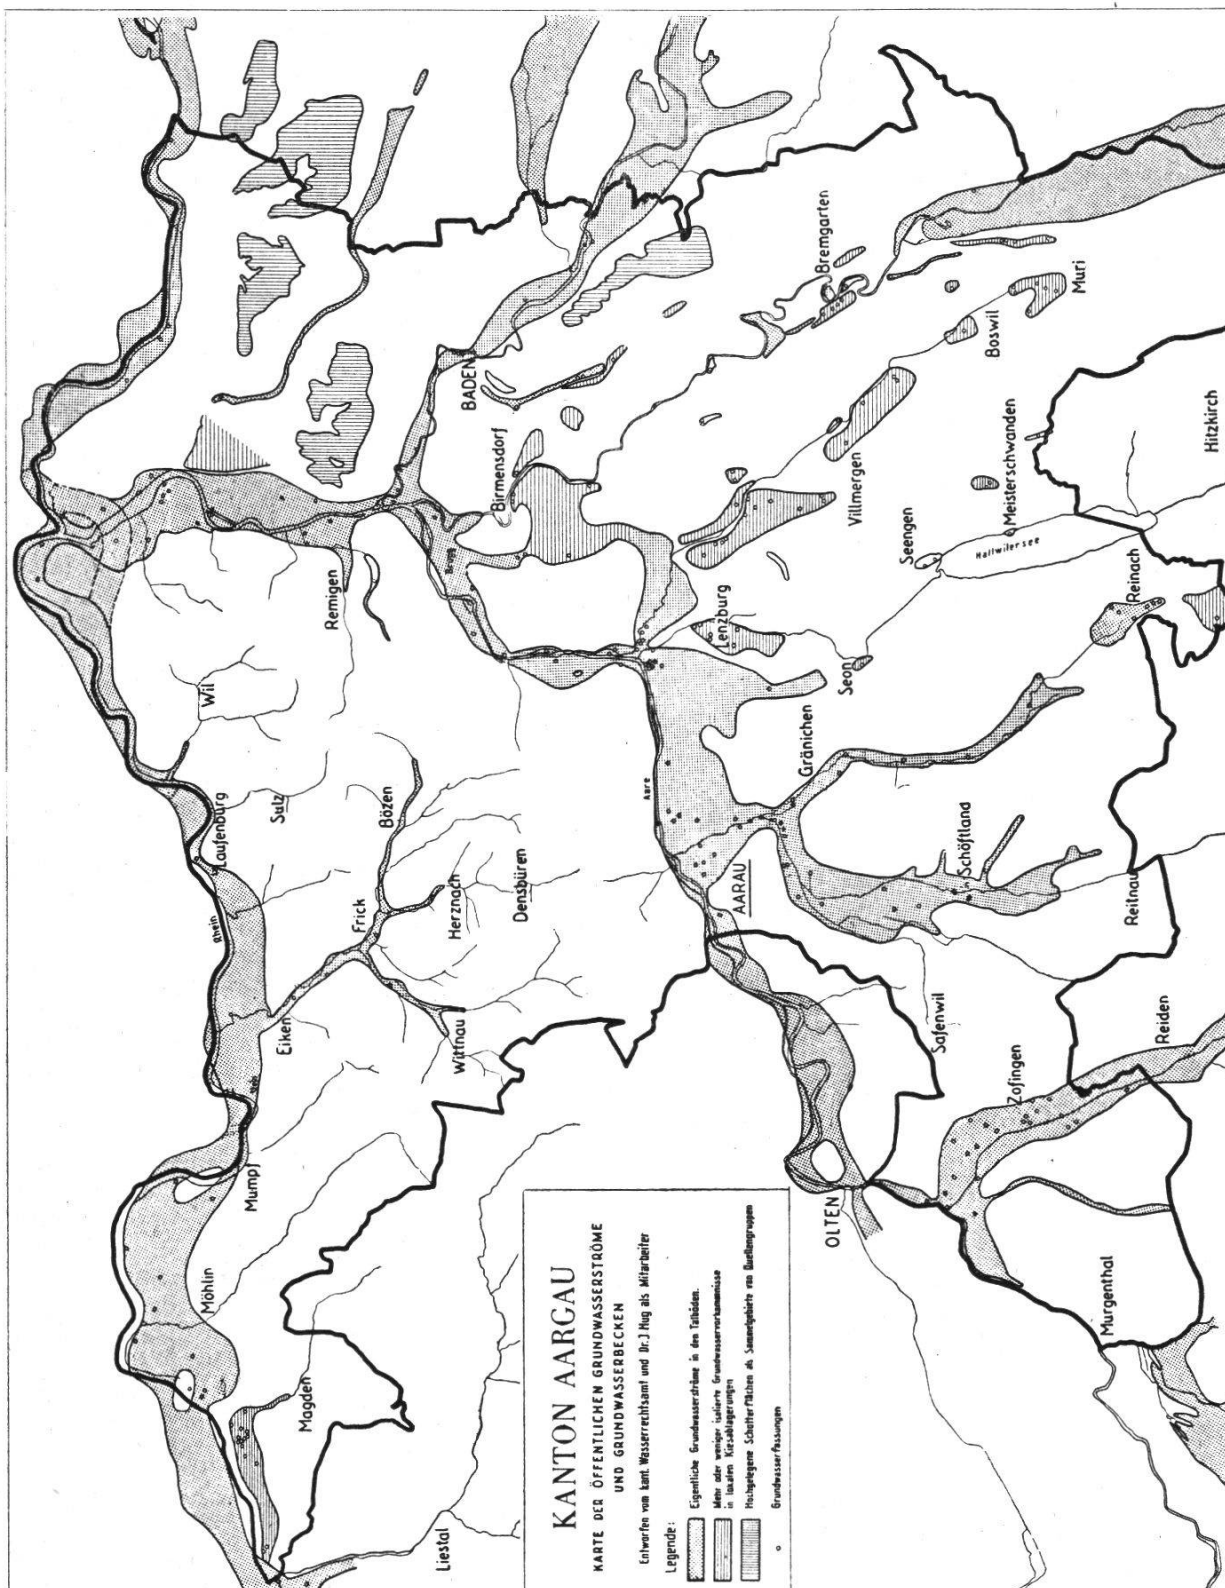 KANTON AARGAU
KARTE DER ÖFFENTLICHEN GRUNDWASSERSTRÖME
UND GRUNDWASSERBECKEN
Entworfen vom kant. Wasserrechtsamt und Dr. J. Hug als Mitarbeiter
Legende:
Eigentliche Grundwasserströme in den Talböden.
Mehr oder weniger isolierte Grundwasservorkommnisse
in lokalen Kiesablagerungen
Hochgelegene Schotterflächen als Sammelgebiete von Quellengruppen
Grundwasserfassungen
Liestal
Magden
Möhlin
Mumpf
Sisseln
Eiken
Wittnau
Frick
Herznach
Densbüren
Bözen
Rhein
Laufenburg
Sulz
Wil
Remigen
Brugg
Birmensdorf
BADEN
Bremgarten
Muri
Boswil
Villmergen
Meisterschwanden
Hallwilersee
Seengen
Hitzkirch
Reinach
Lenzburg
Seon
Gränichen
Aare
AARAU
Schöftland
Reitnau
Safenwil
Zofingen
Reiden
OLTEN
Murgenthal